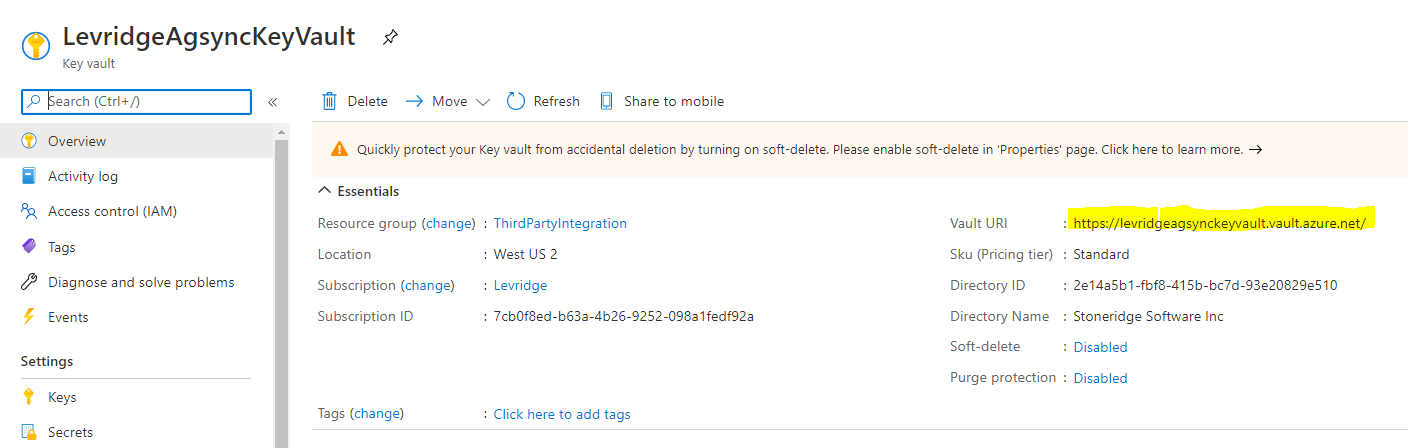 LevridgeAgsyncKeyVault
Key vault
Search (Ctrl+/)
«
Overview
Activity log
Access control (IAM)
Tags
Diagnose and solve problems
Events
Settings
Keys
Secrets
Delete Move Refresh Share to mobile
Quickly protect your Key vault from accidental deletion by turning on soft-delete. Please enable soft-delete in 'Properties' page. Click here to learn more. →
Essentials
Resource group (change) : ThirdPartyIntegration
Location : West US 2
Subscription (change) : Levridge
Subscription ID : 7cb0f8ed-b63a-4b26-9252-098a1fedf92a
Vault URI : https://levridgeagsynckeyvault.vault.azure.net/
Sku (Pricing tier) : Standard
Directory ID : 2e14a5b1-fbf8-415b-bc7d-93e20829e510
Directory Name : Stoneridge Software Inc
Soft-delete : Disabled
Purge protection : Disabled
Tags (change) : Click here to add tags